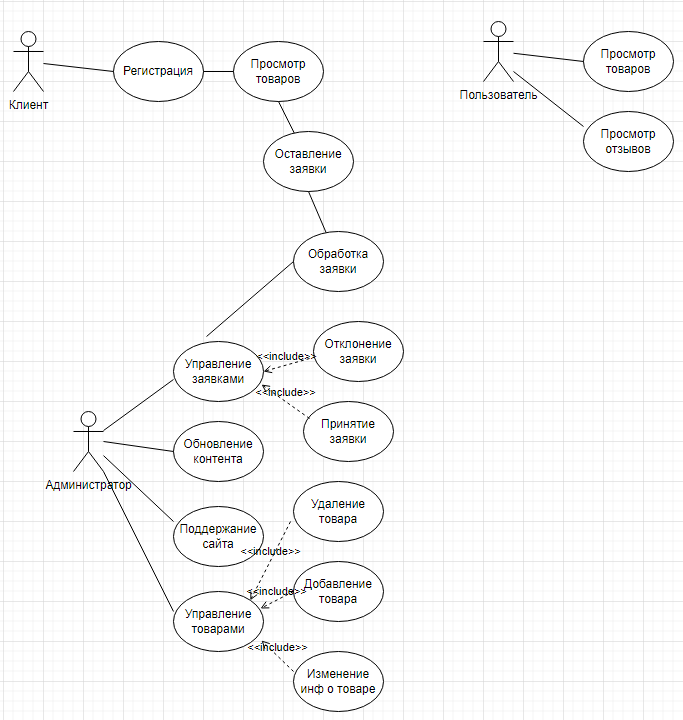 Клиент
Регистрация
Просмотр
товаров
Пользователь
Просмотр
товаров
Просмотр
отзывов
Оставление
заявки
Обработка
заявки
Управление
заявками
<<include>>
Отклонение
заявки
<<include>>
Принятие
заявки
Администратор
Обновление
контента
Поддержание
сайта
Удаление
товара
<<include>>
Управление
товарами
<<include>>
Добавление
товара
<<include>>
Изменение
инф о товаре